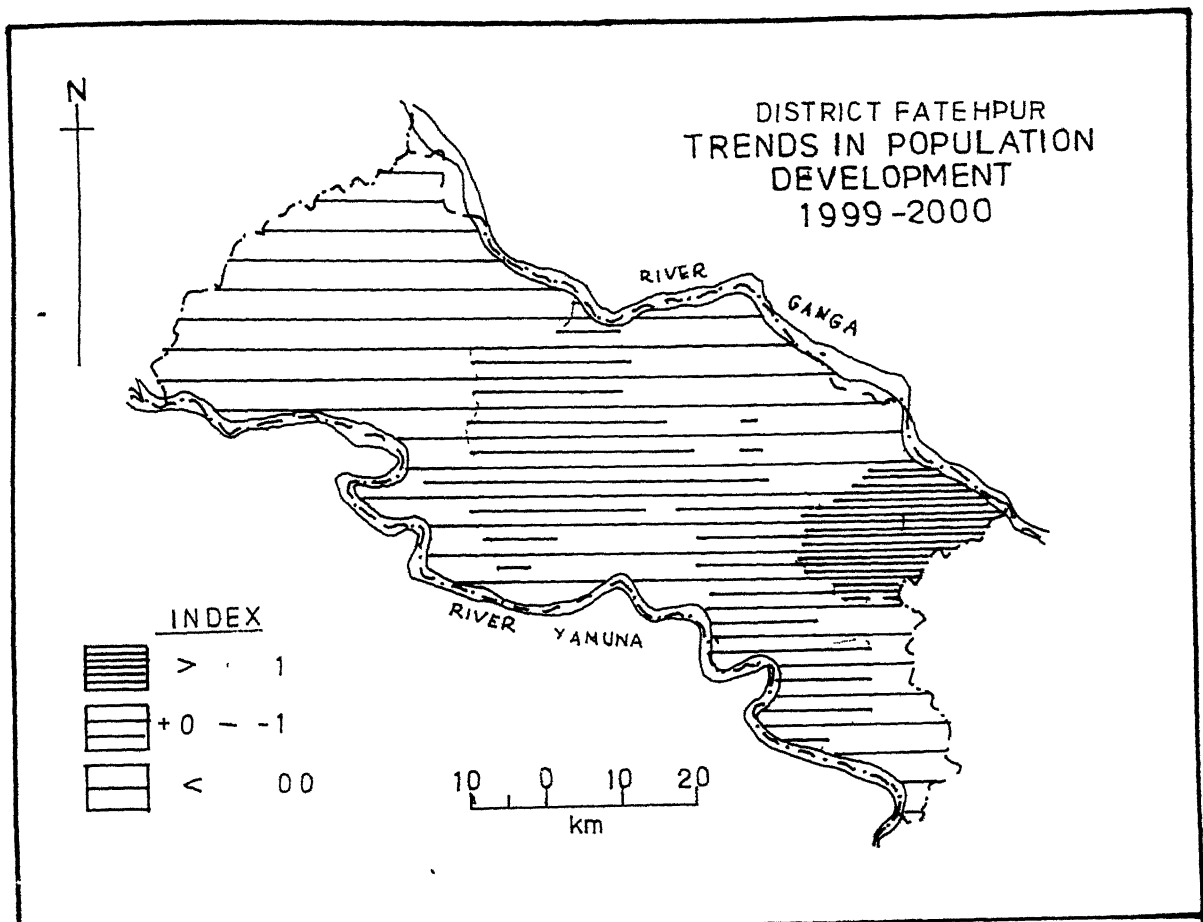 N
DISTRICT FATEHPUR
TRENDS IN POPULATION
DEVELOPMENT
1999-2000
RIVER GANGA
RIVER YAMUNA
INDEX
> 1
+0 - -1
< 00
10 0 10 20
km